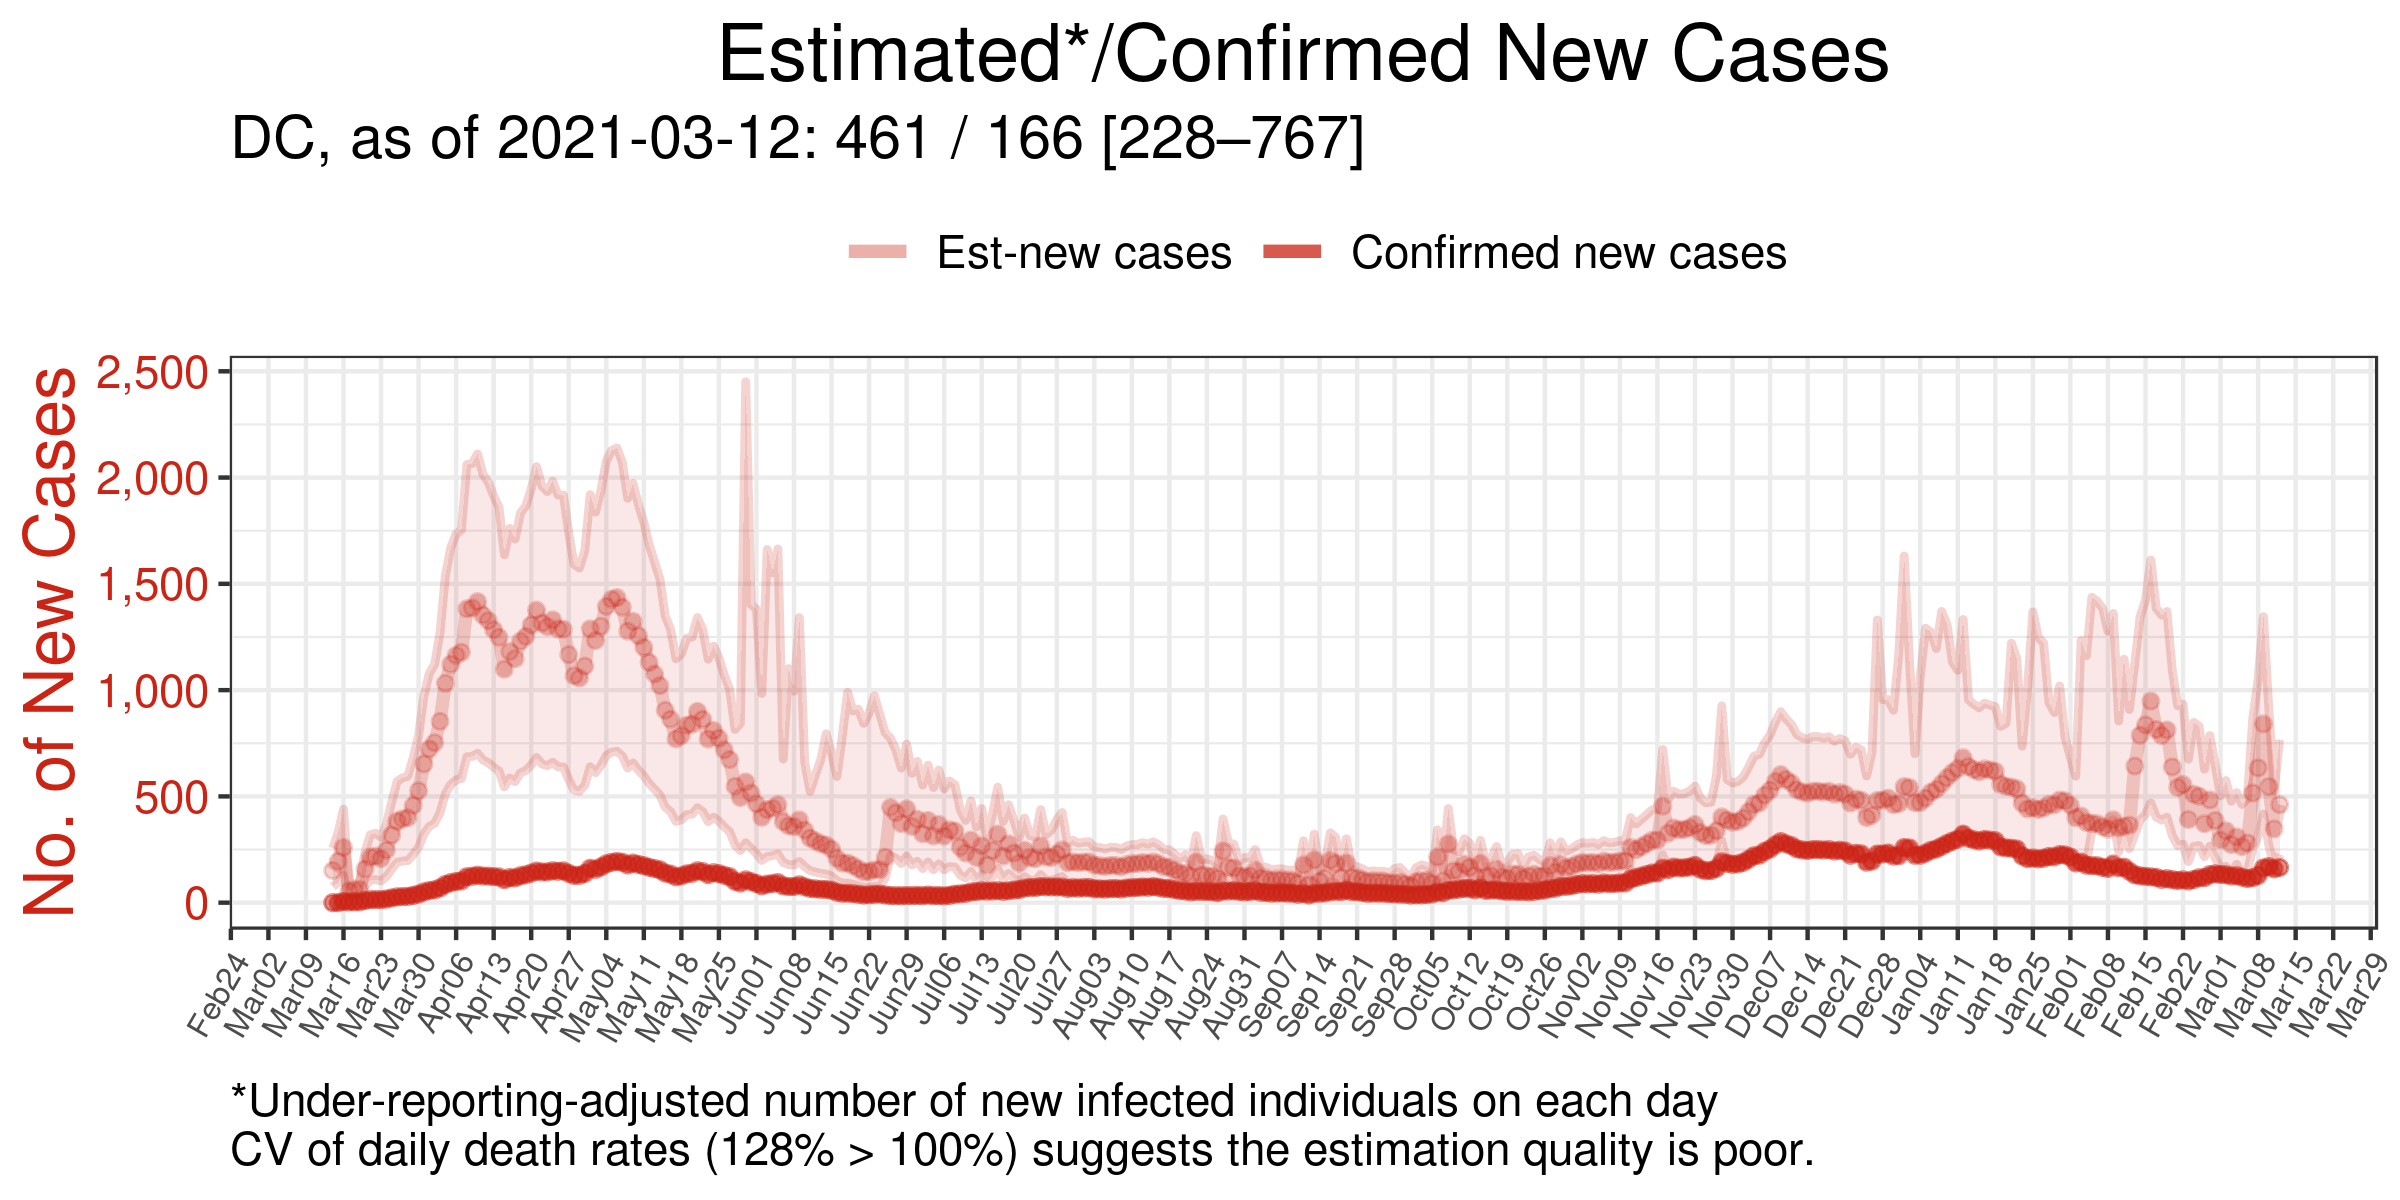 Estimated*/Confirmed New Cases
DC, as of 2021-03-12: 461 / 166 [228–767]
Est-new cases Confirmed new cases
No. of New Cases
2,500
2,000
1,500
1,000
500
0
Feb24 Mar02 Mar09 Mar16 Mar23 Mar30 Apr06 Apr13 Apr20 Apr27 May04 May11 May18 May25 Jun01 Jun08 Jun15 Jun22 Jun29 Jul06 Jul13 Jul20 Jul27 Aug03 Aug10 Aug17 Aug24 Aug31 Sep07 Sep14 Sep21 Sep28 Oct05 Oct12 Oct19 Oct26 Nov02 Nov09 Nov16 Nov23 Nov30 Dec07 Dec14 Dec21 Dec28 Jan04 Jan11 Jan18 Jan25 Feb01 Feb08 Feb15 Feb22 Mar01 Mar08 Mar15 Mar22 Mar29
*Under-reporting-adjusted number of new infected individuals on each day
CV of daily death rates (128% > 100%) suggests the estimation quality is poor.